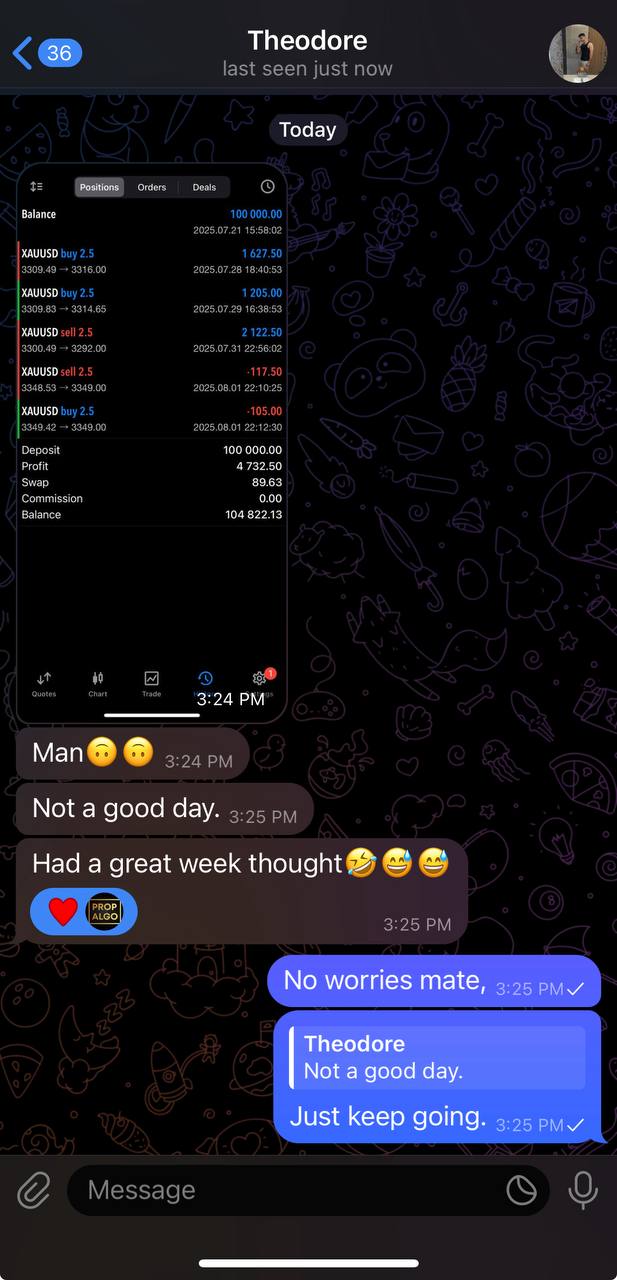 36
Theodore
last seen just now
Today
Positions Orders Deals
Balance 100 000.00
2025.07.21 15:58:02
XAUUSD buy 2.5 1 627.50
3309.49 → 3316.00 2025.07.28 18:40:53
XAUUSD buy 2.5 1 205.00
3309.83 → 3314.65 2025.07.29 16:38:53
XAUUSD sell 2.5 2 122.50
3300.49 → 3292.00 2025.07.31 22:56:02
XAUUSD sell 2.5 -117.50
3348.53 → 3349.00 2025.08.01 22:10:25
XAUUSD buy 2.5 -105.00
3349.42 → 3349.00 2025.08.01 22:12:30
Deposit 100 000.00
Profit 4 732.50
Swap 89.63
Commission 0.00
Balance 104 822.13
1
Quotes Chart Trade
3:24 PM
Man🙃 🙃 3:24 PM
Not a good day. 3:25 PM
Had a great week thought🤣 😅 😅
❤️ PROP ALGO 3:25 PM
No worries mate, 3:25 PM
Theodore
Not a good day.
Just keep going. 3:25 PM
Message